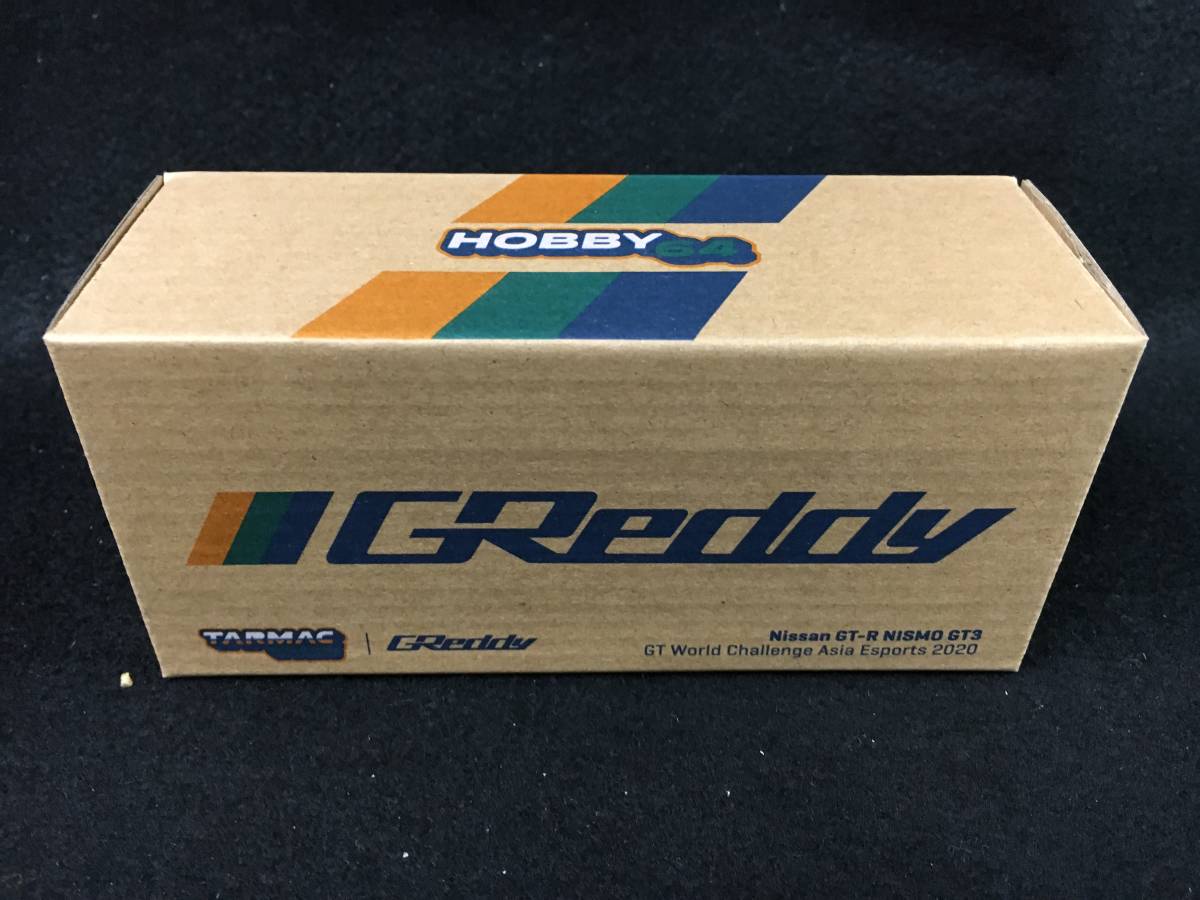 HOBBY64
GReddy
TARMAC | GReddy
Nissan GT-R NISMO GT3
GT World Challenge Asia Esports 2020